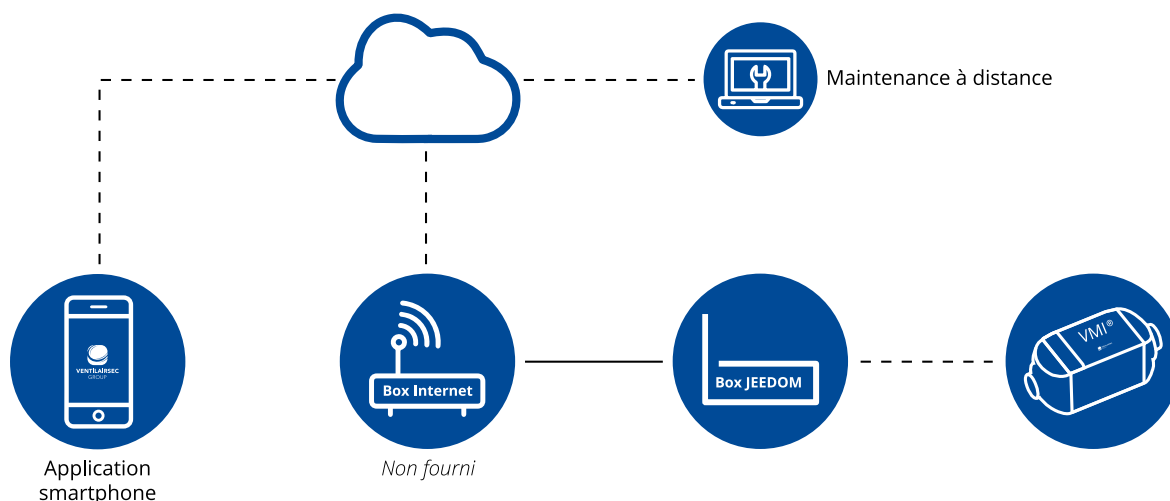 Maintenance à distance
VENTILAIRSEC
GROUP
Box Internet
Box JEEDOM
VMI®
Application
smartphone
Non fourni